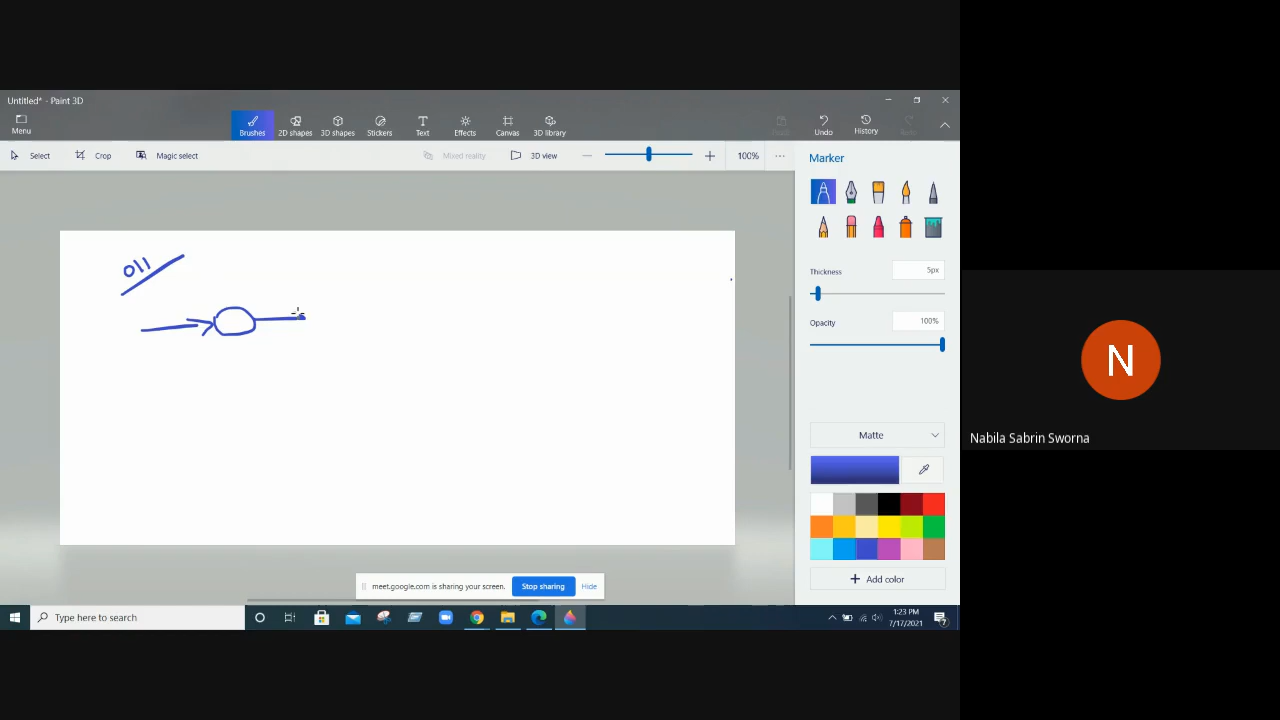 Untitled* - Paint 3D
Menu
Brushes
2D shapes
3D shapes
Stickers
Text
Effects
Canvas
3D library
Undo
History
Select
Crop
Magic select
Mixed reality
3D view
100%
Marker
Thickness
5px
Opacity
100%
Matte
Add color
011
meet.google.com is sharing your screen.
Stop sharing
Hide
Type here to search
1:23 PM
7/17/2021
N
Nabila Sabrin Sworna